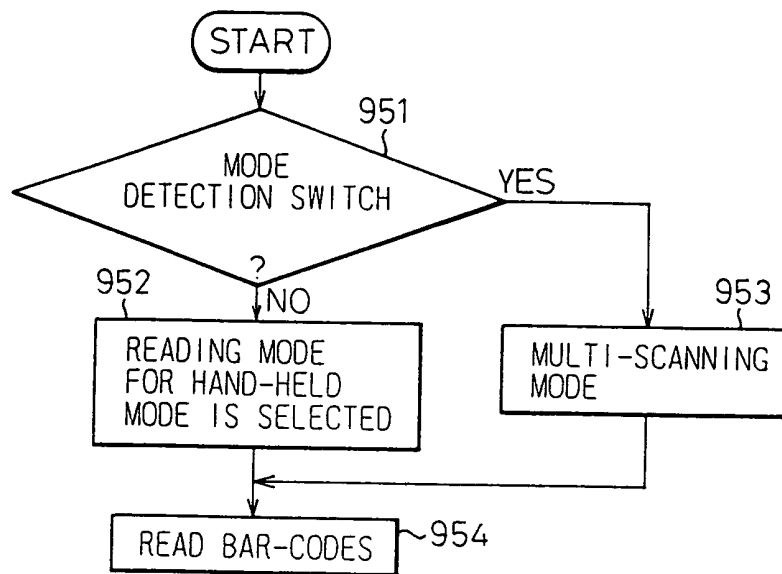 START
951
MODE
DETECTION SWITCH
YES
?
NO
952
READING MODE
FOR HAND-HELD
MODE IS SELECTED
953
MULTI-SCANNING
MODE
READ BAR-CODES
954